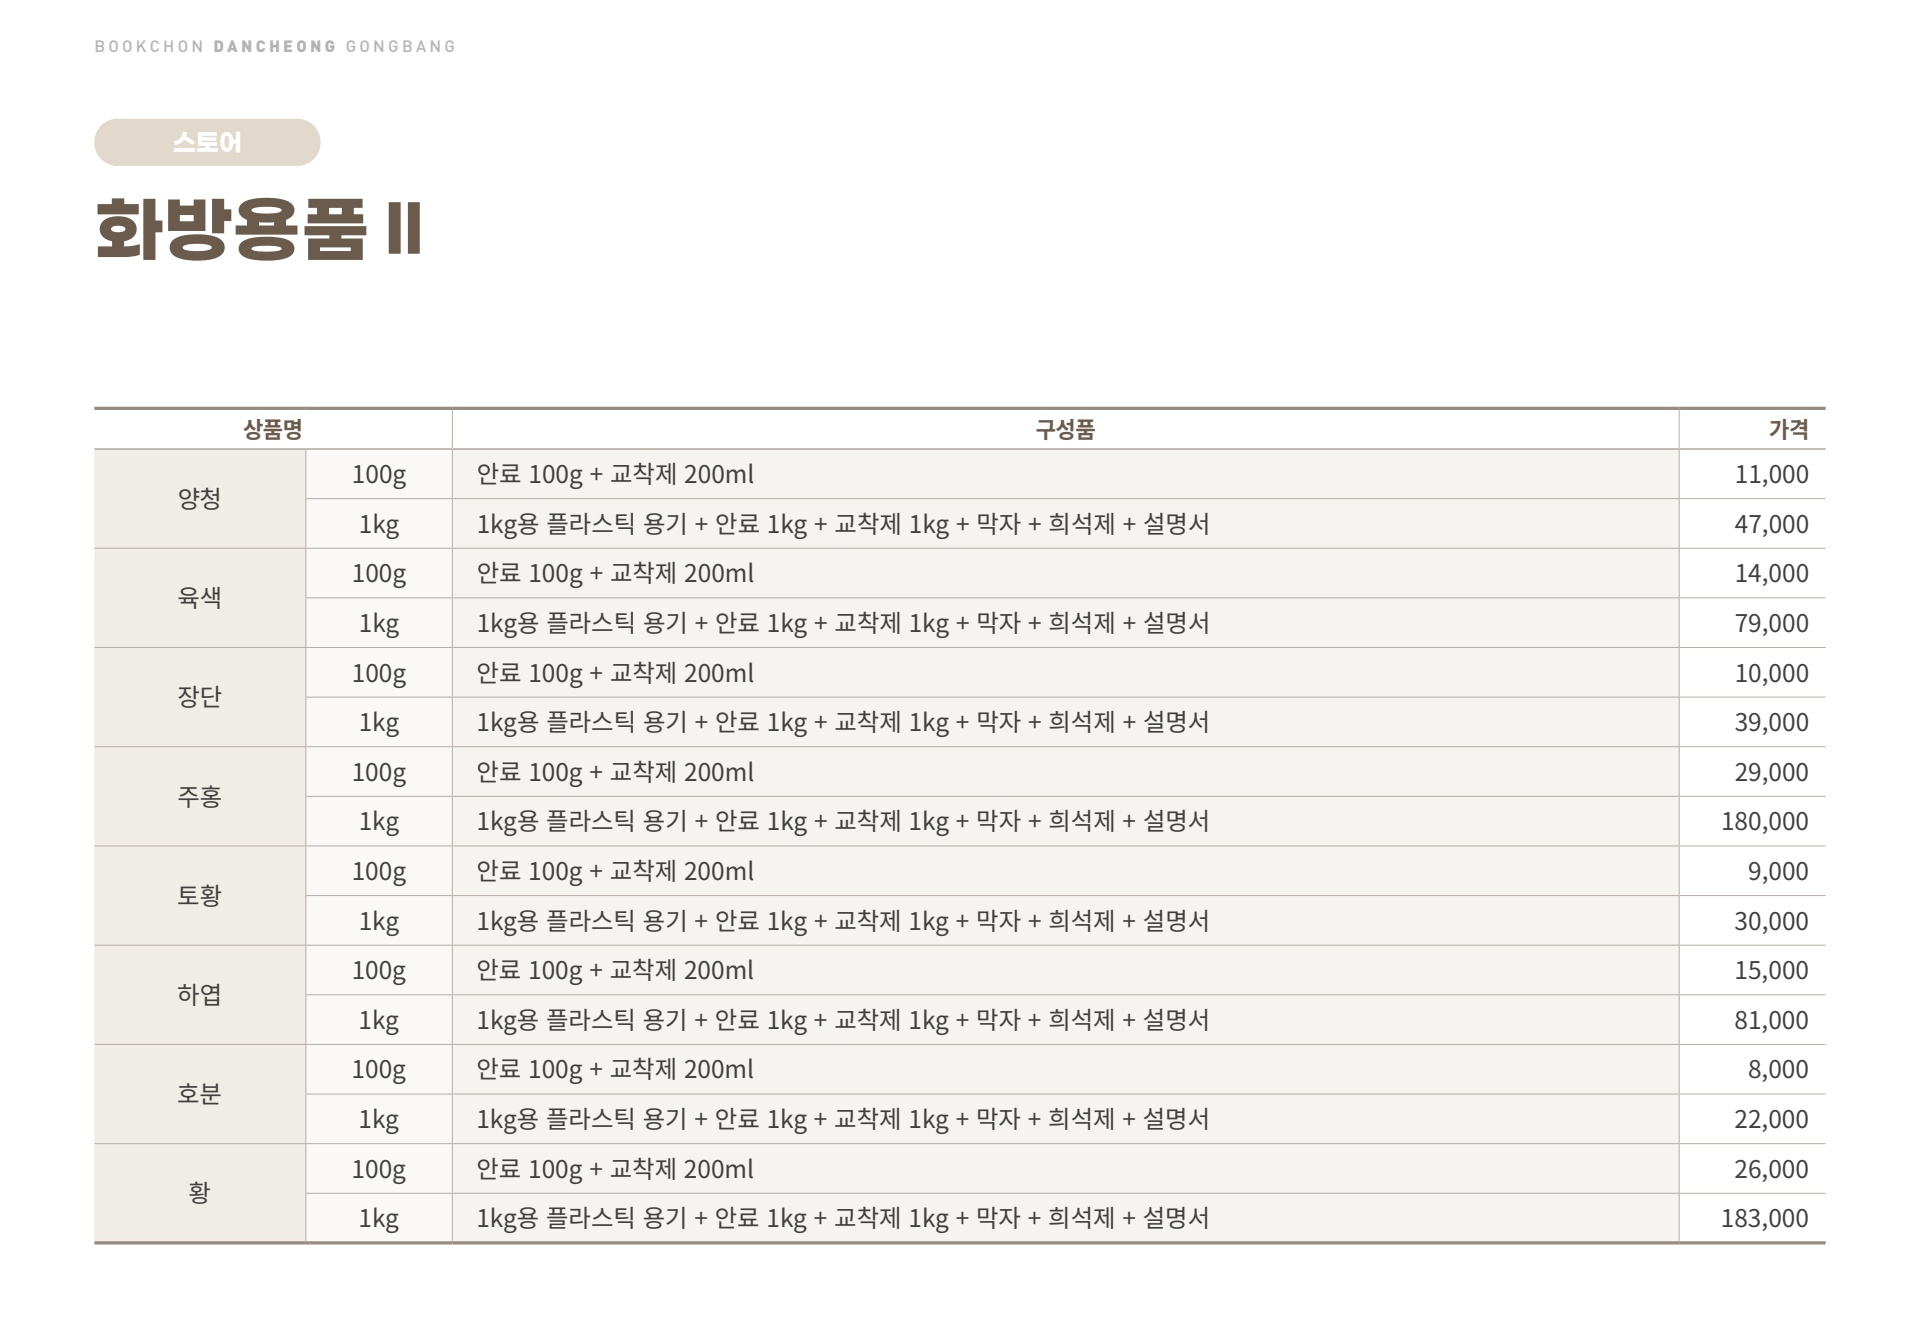 BOOKCHON DANCHEONG GONGBANG
스토어
화방용품 II
상품명 구성품 가격
양청
100g 안료 100g + 교착제 200ml 11,000
1kg 1kg용 플라스틱 용기 + 안료 1kg + 교착제 1kg + 막자 + 희석제 + 설명서 47,000
육색
100g 안료 100g + 교착제 200ml 14,000
1kg 1kg용 플라스틱 용기 + 안료 1kg + 교착제 1kg + 막자 + 희석제 + 설명서 79,000
장단
100g 안료 100g + 교착제 200ml 10,000
1kg 1kg용 플라스틱 용기 + 안료 1kg + 교착제 1kg + 막자 + 희석제 + 설명서 39,000
주홍
100g 안료 100g + 교착제 200ml 29,000
1kg 1kg용 플라스틱 용기 + 안료 1kg + 교착제 1kg + 막자 + 희석제 + 설명서 180,000
토황
100g 안료 100g + 교착제 200ml 9,000
1kg 1kg용 플라스틱 용기 + 안료 1kg + 교착제 1kg + 막자 + 희석제 + 설명서 30,000
하엽
100g 안료 100g + 교착제 200ml 15,000
1kg 1kg용 플라스틱 용기 + 안료 1kg + 교착제 1kg + 막자 + 희석제 + 설명서 81,000
호분
100g 안료 100g + 교착제 200ml 8,000
1kg 1kg용 플라스틱 용기 + 안료 1kg + 교착제 1kg + 막자 + 희석제 + 설명서 22,000
황
100g 안료 100g + 교착제 200ml 26,000
1kg 1kg용 플라스틱 용기 + 안료 1kg + 교착제 1kg + 막자 + 희석제 + 설명서 183,000